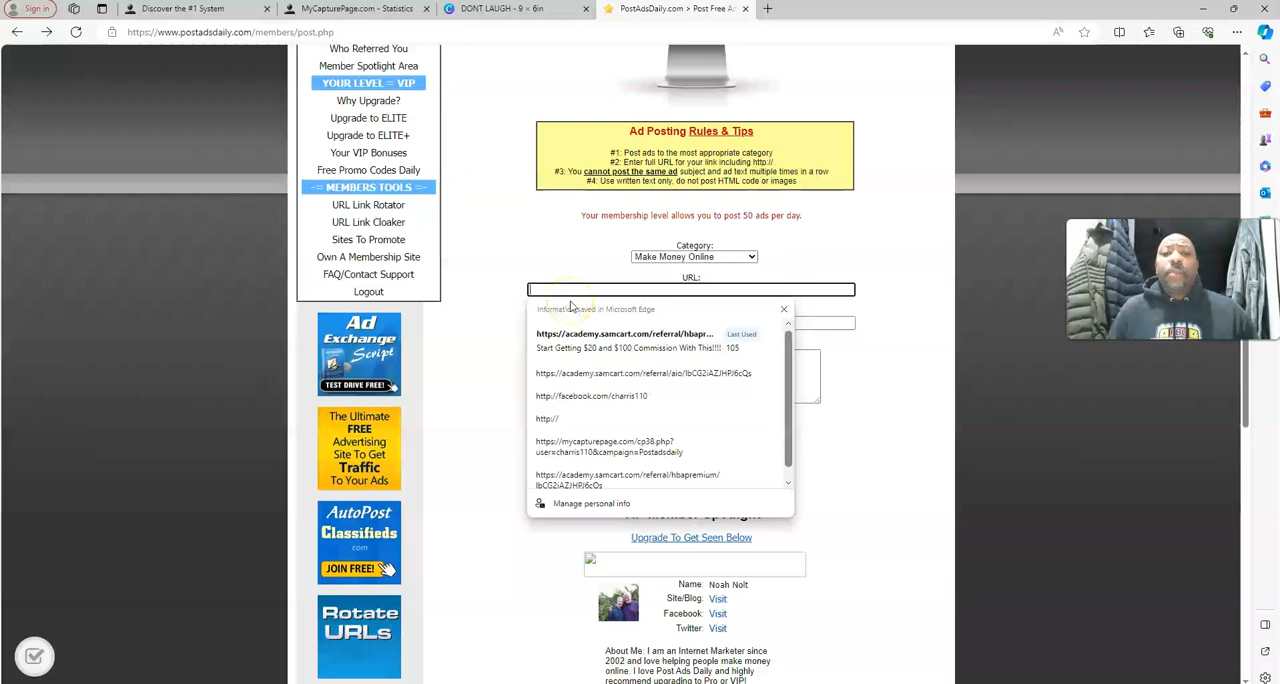 Sign in
Discover the #1 System
MyCapturePage.com - Statistics
DONT LAUGH - 9 × 6in
PostAdsDaily.com > Post Free Ad
https://www.postadsdaily.com/members/post.php
Who Referred You
Member Spotlight Area
YOUR LEVEL = VIP
Why Upgrade?
Upgrade to ELITE
Upgrade to ELITE+
Your VIP Bonuses
Free Promo Codes Daily
-= MEMBERS TOOLS =-
URL Link Rotator
URL Link Cloaker
Sites To Promote
Own A Membership Site
FAQ/Contact Support
Logout
Ad
Exchange
Script
TEST DRIVE FREE!
The Ultimate
FREE
Advertising
Site To Get
Traffic
To Your Ads
AutoPost
Classifieds
.com
JOIN FREE!
Rotate
URLs
Ad Posting Rules & Tips
#1: Post ads to the most appropriate category
#2: Enter full URL for your link including http://
#3: You cannot post the same ad subject and ad text multiple times in a row
#4: Use written text only, do not post HTML code or images
Your membership level allows you to post 50 ads per day.
Category:
Make Money Online
URL:
Information saved in Microsoft Edge
https://academy.samcart.com/referral/hbapr... Last Used
Start Getting $20 and $100 Commission With This!!!! 105
https://academy.samcart.com/referral/aio/lbCG2iAZJHPJ6cQs
http://facebook.com/charris110
http://
https://mycapturepage.com/cp38.php?
user=charris110&campaign=Postadsdaily
https://academy.samcart.com/referral/hbapremium/
lbCG2iAZJHPJ6cQs
Manage personal info
Upgrade To Get Seen Below
Name: Noah Nolt
Site/Blog: Visit
Facebook: Visit
Twitter: Visit
About Me: I am an Internet Marketer since
2002 and love helping people make money
online. I love Post Ads Daily and highly
recommend upgrading to Pro or VIP!